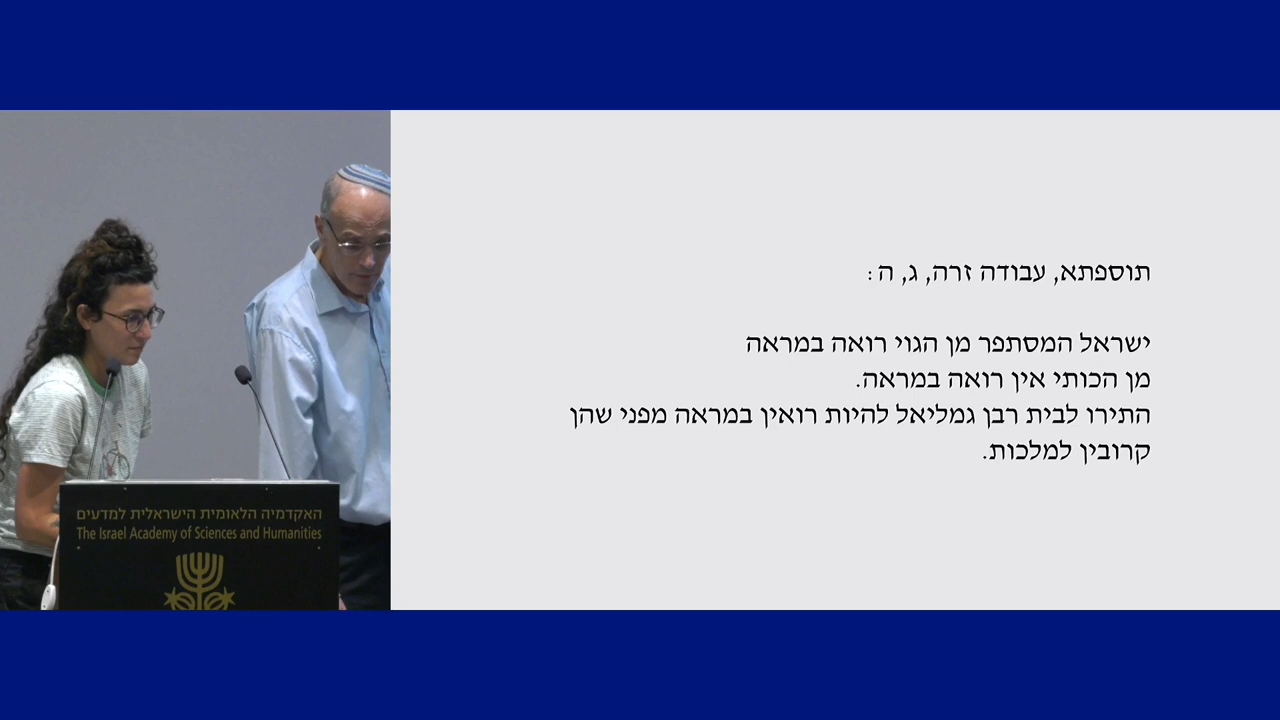 תוספתא, עבודה זרה, ג, ה:
ישראל המסתפר מן הגוי רואה במראה
מן הכותי אין רואה במראה.
התירו לבית רבן גמליאל להיות רואין במראה מפני שהן
קרובין למלכות.
האקדמיה הלאומית הישראלית למדעים
The Israel Academy of Sciences and Humanities